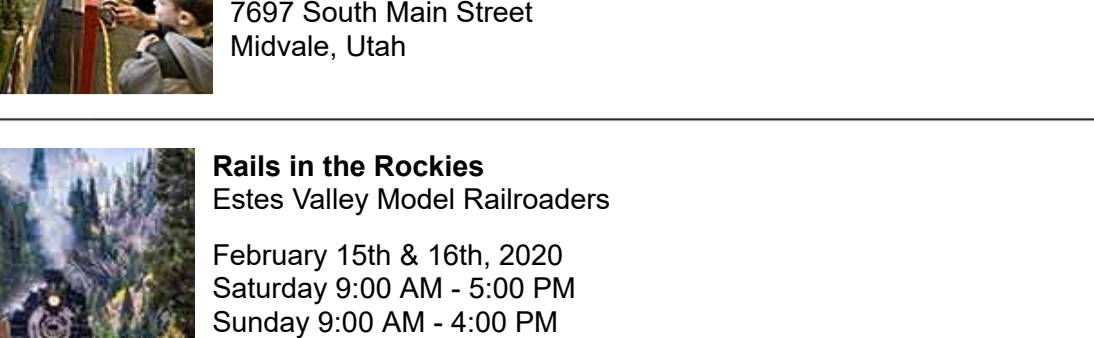 7697 South Main Street
Midvale, Utah
Rails in the Rockies
Estes Valley Model Railroaders
February 15th & 16th, 2020
Saturday 9:00 AM - 5:00 PM
Sunday 9:00 AM - 4:00 PM